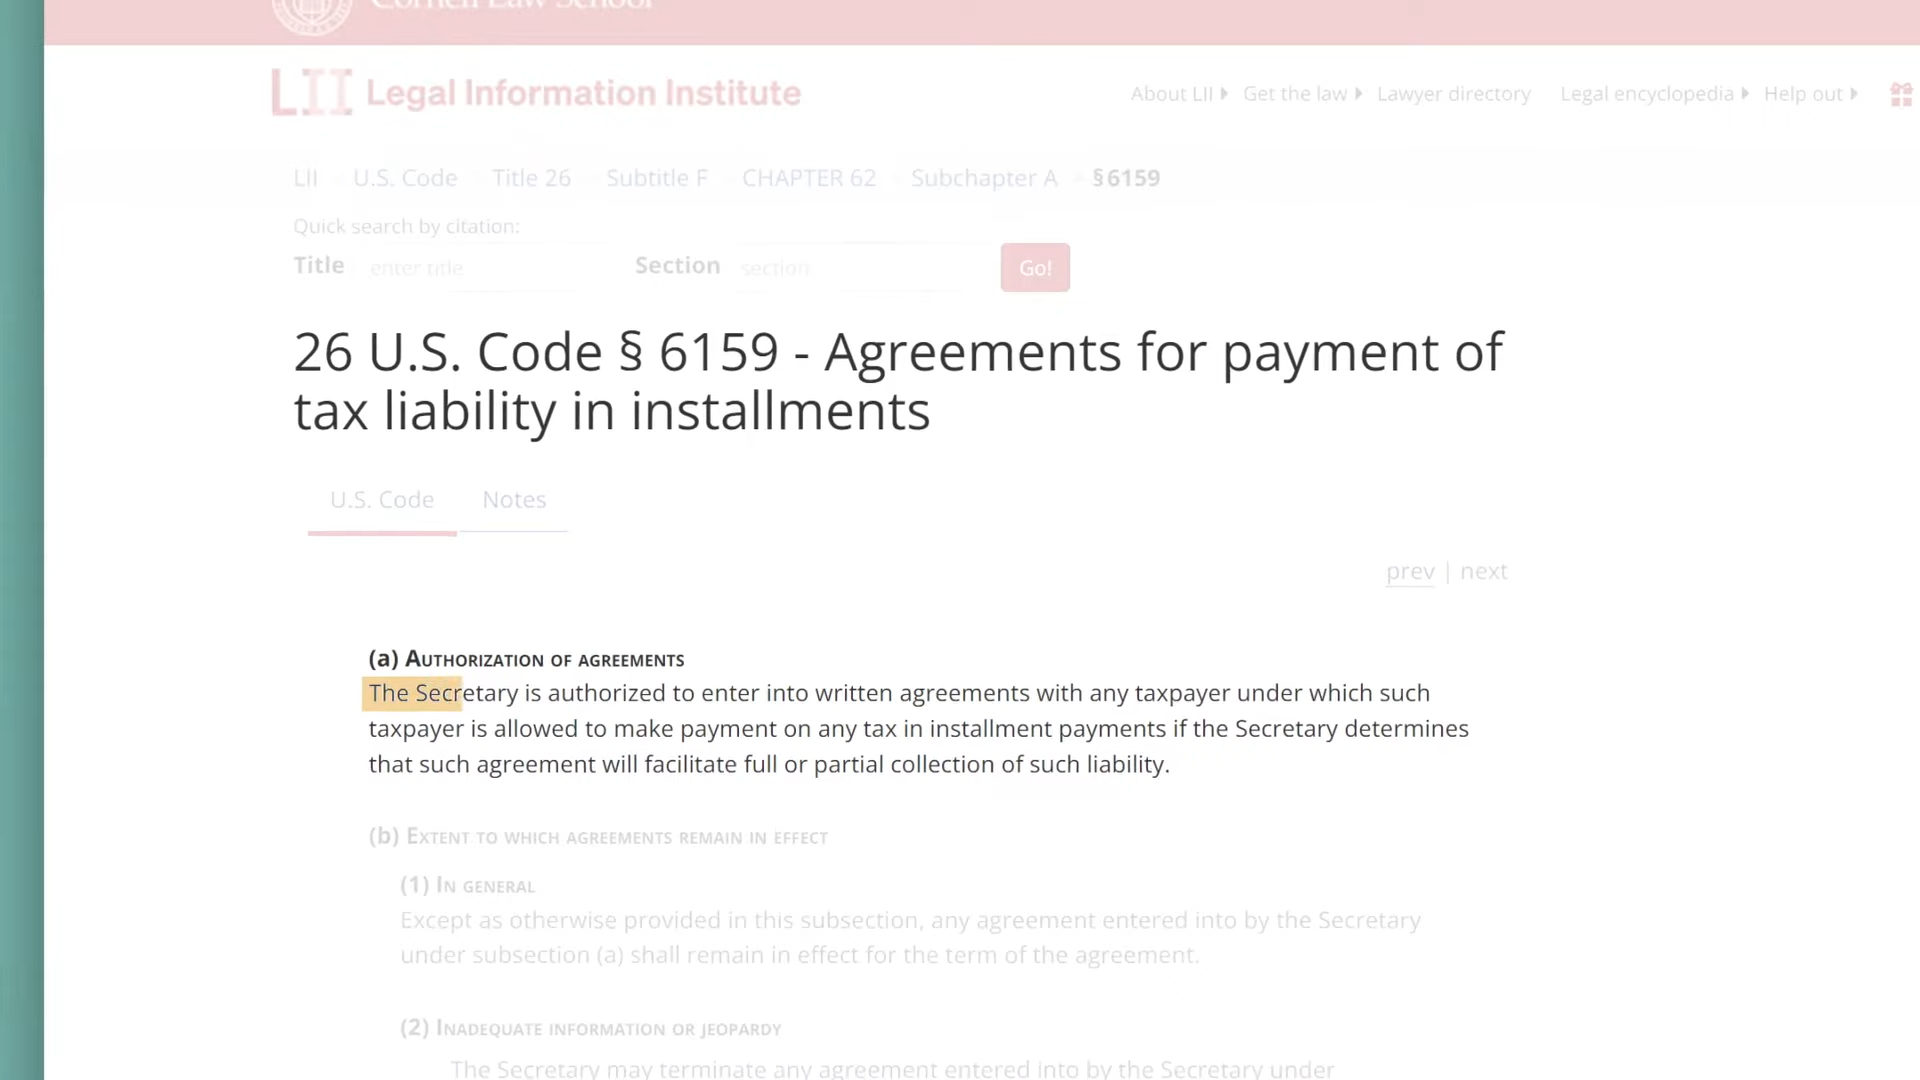 Cornell Law School
LII Legal Information Institute
About LII Get the law Lawyer directory Legal encyclopedia Help out
LII U.S. Code Title 26 Subtitle F CHAPTER 62 Subchapter A § 6159
Quick search by citation:
Title enter title Section section Go!
26 U.S. Code § 6159 - Agreements for payment of
tax liability in installments
U.S. Code Notes
prev | next
(a) Authorization of agreements
The Secretary is authorized to enter into written agreements with any taxpayer under which such
taxpayer is allowed to make payment on any tax in installment payments if the Secretary determines
that such agreement will facilitate full or partial collection of such liability.
(b) Extent to which agreements remain in effect
(1) In general
Except as otherwise provided in this subsection, any agreement entered into by the Secretary
under subsection (a) shall remain in effect for the term of the agreement.
(2) Inadequate information or jeopardy
The Secretary may terminate any agreement entered into by the Secretary under